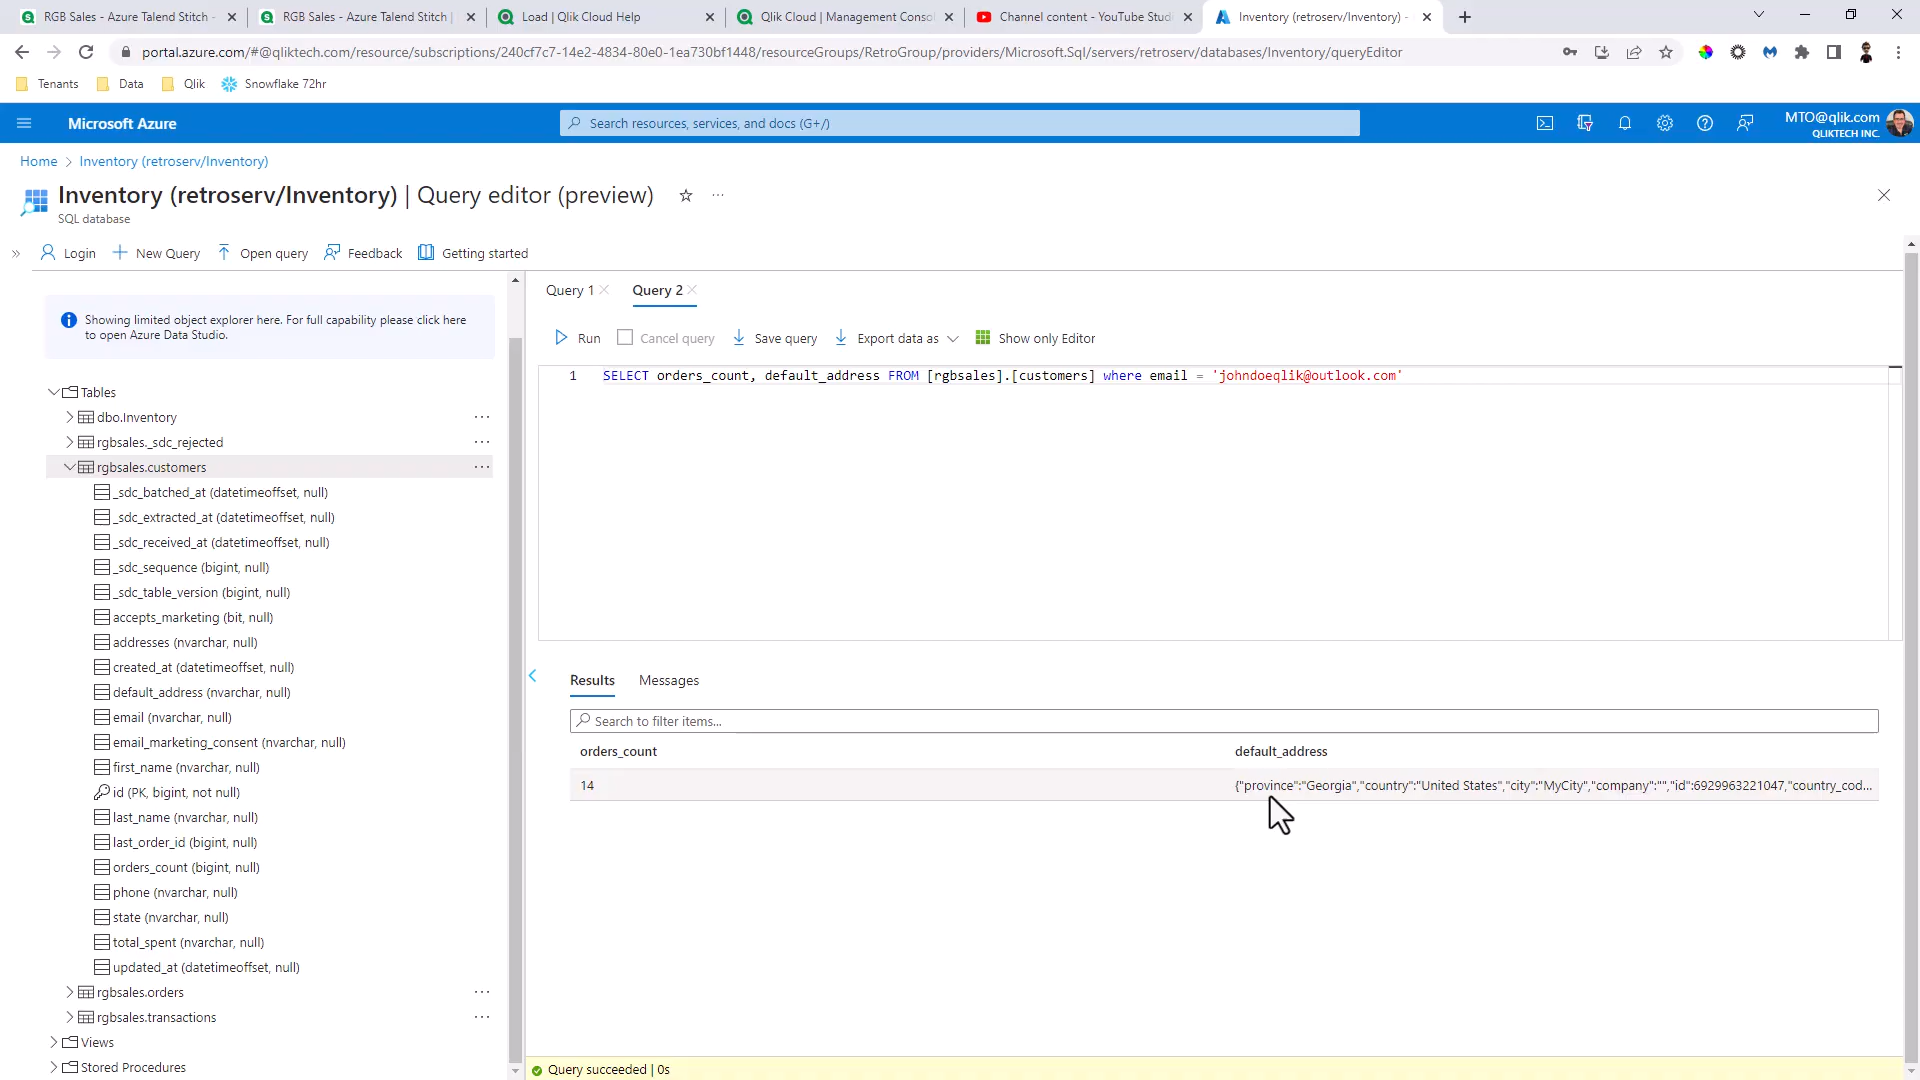 RGB Sales - Azure Talend Stitch -
RGB Sales - Azure Talend Stitch |
Load | Qlik Cloud Help
Qlik Cloud | Management Consol
Channel content - YouTube Studi
Inventory (retroserv/Inventory) -
portal.azure.com/#@qliktech.com/resource/subscriptions/240cf7c7-14e2-4834-80e0-1ea730bf1448/resourceGroups/RetroGroup/providers/Microsoft.Sql/servers/retroserv/databases/Inventory/queryEditor
Tenants
Data
Qlik
Snowflake 72hr
Microsoft Azure
Search resources, services, and docs (G+/)
MTO@qlik.com
QLIKTECH INC.
Home > Inventory (retroserv/Inventory)
Inventory (retroserv/Inventory) | Query editor (preview)
SQL database
Login
New Query
Open query
Feedback
Getting started
Showing limited object explorer here. For full capability please click here
to open Azure Data Studio.
Tables
dbo.Inventory
rgbsales._sdc_rejected
rgbsales.customers
_sdc_batched_at (datetimeoffset, null)
_sdc_extracted_at (datetimeoffset, null)
_sdc_received_at (datetimeoffset, null)
_sdc_sequence (bigint, null)
_sdc_table_version (bigint, null)
accepts_marketing (bit, null)
addresses (nvarchar, null)
created_at (datetimeoffset, null)
default_address (nvarchar, null)
email (nvarchar, null)
email_marketing_consent (nvarchar, null)
first_name (nvarchar, null)
id (PK, bigint, not null)
last_name (nvarchar, null)
last_order_id (bigint, null)
orders_count (bigint, null)
phone (nvarchar, null)
state (nvarchar, null)
total_spent (nvarchar, null)
updated_at (datetimeoffset, null)
rgbsales.orders
rgbsales.transactions
Views
Stored Procedures
Query 1
Query 2
Run
Cancel query
Save query
Export data as
Show only Editor
1 SELECT orders_count, default_address FROM [rgbsales].[customers] where email = 'johndoeqlik@outlook.com'
Results
Messages
Search to filter items...
orders_count
default_address
14
{"province":"Georgia","country":"United States","city":"MyCity","company":"","id":6929963221047,"country_cod...
Query succeeded | 0s